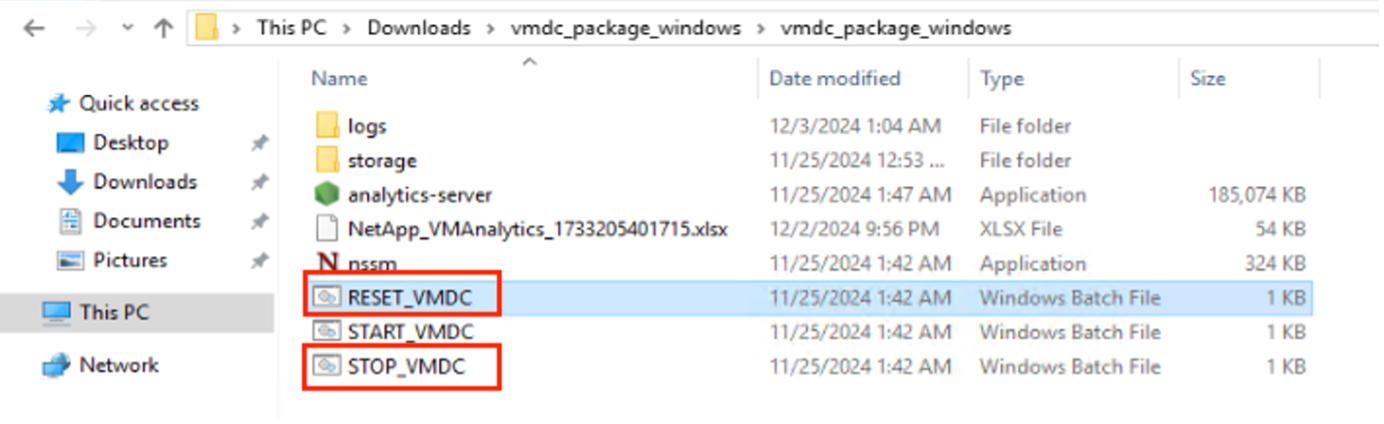 This PC > Downloads > vmdc_package_windows > vmdc_package_windows
Name Date modified Type Size
Quick access
Desktop
Downloads
Documents
Pictures
This PC
Network
logs 12/3/2024 1:04 AM File folder
storage 11/25/2024 12:53 ... File folder
analytics-server 11/25/2024 1:47 AM Application 185,074 KB
NetApp_VMAnalytics_1733205401715.xlsx 12/2/2024 9:56 PM XLSX File 54 KB
nssm 11/25/2024 1:42 AM Application 324 KB
RESET_VMDC 11/25/2024 1:42 AM Windows Batch File 1 KB
START_VMDC 11/25/2024 1:42 AM Windows Batch File 1 KB
STOP_VMDC 11/25/2024 1:42 AM Windows Batch File 1 KB